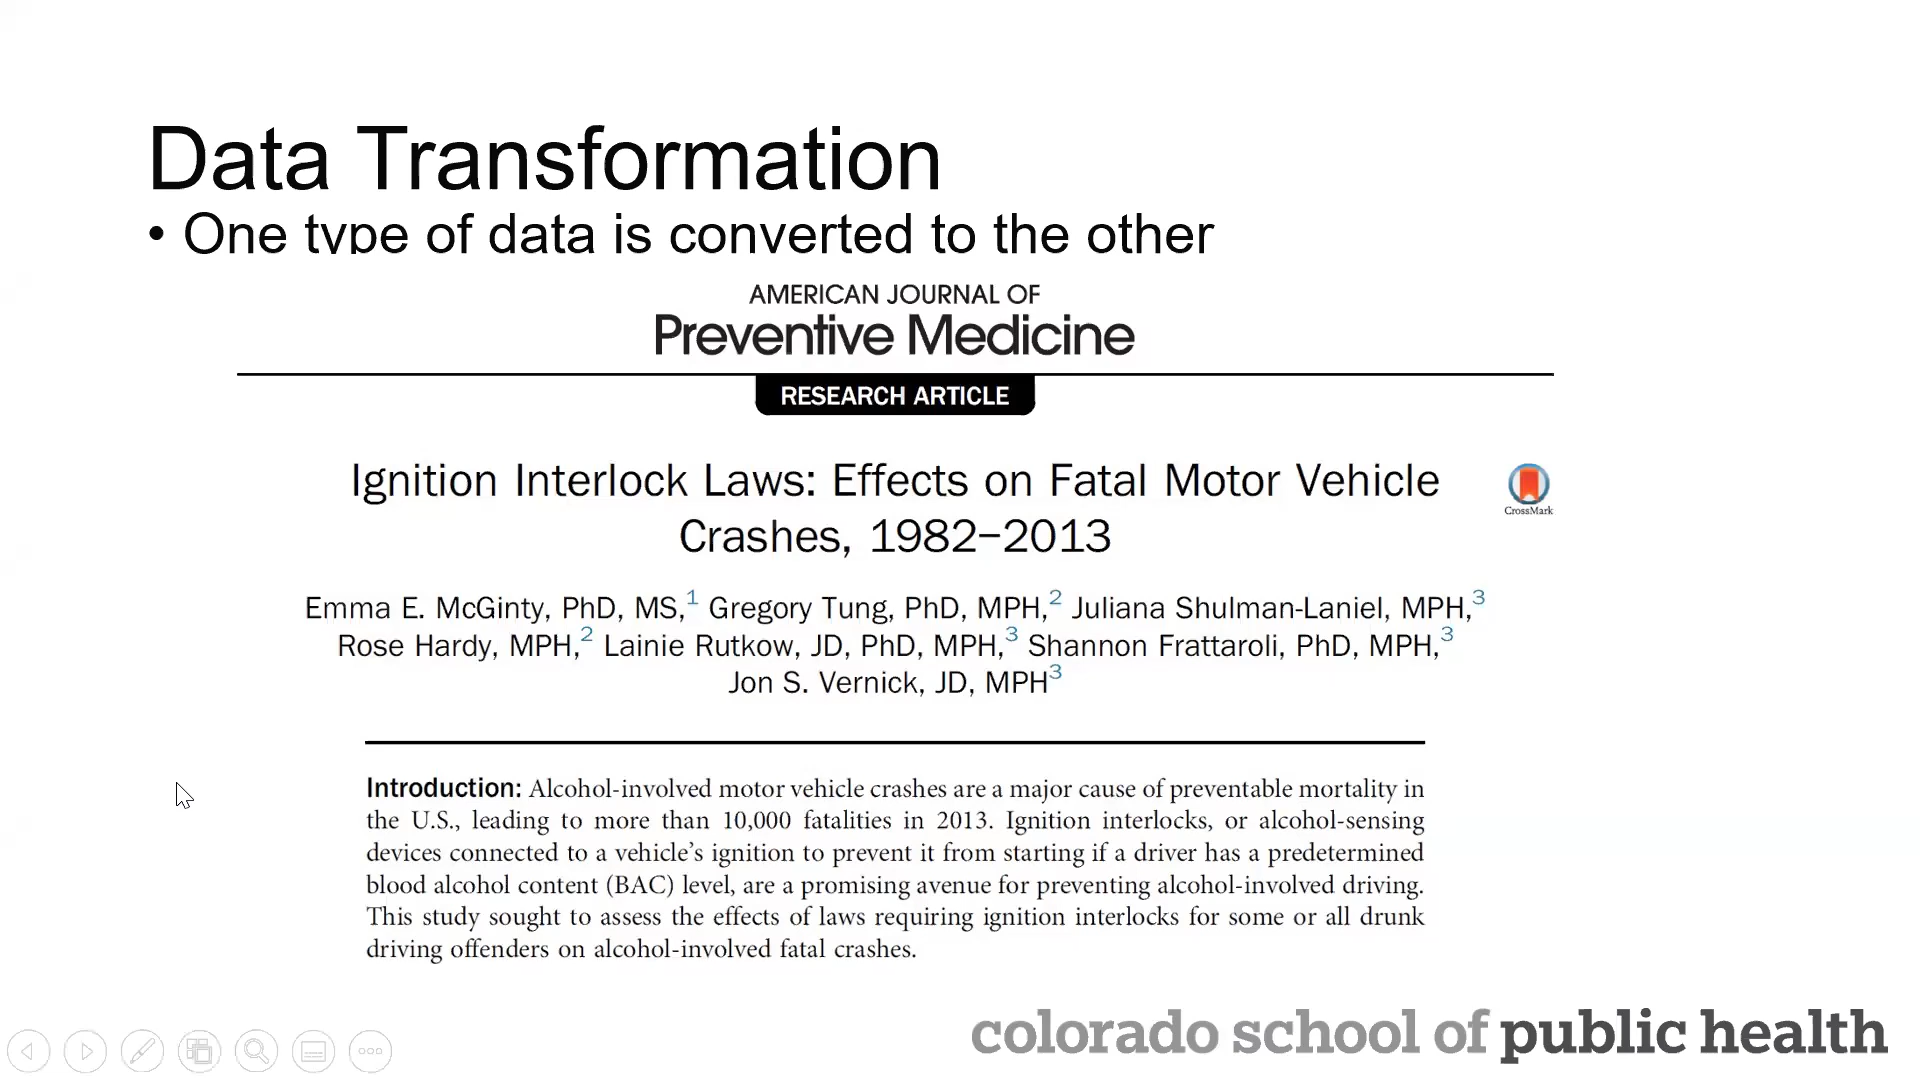 Data Transformation
• One type of data is converted to the other
AMERICAN JOURNAL OF
Preventive Medicine
RESEARCH ARTICLE
Ignition Interlock Laws: Effects on Fatal Motor Vehicle
Crashes, 1982–2013
CrossMark
Emma E. McGinty, PhD, MS,1 Gregory Tung, PhD, MPH,2 Juliana Shulman-Laniel, MPH,3
Rose Hardy, MPH,2 Lainie Rutkow, JD, PhD, MPH,3 Shannon Frattaroli, PhD, MPH,3
Jon S. Vernick, JD, MPH3
Introduction: Alcohol-involved motor vehicle crashes are a major cause of preventable mortality in
the U.S., leading to more than 10,000 fatalities in 2013. Ignition interlocks, or alcohol-sensing
devices connected to a vehicle’s ignition to prevent it from starting if a driver has a predetermined
blood alcohol content (BAC) level, are a promising avenue for preventing alcohol-involved driving.
This study sought to assess the effects of laws requiring ignition interlocks for some or all drunk
driving offenders on alcohol-involved fatal crashes.
colorado school of public health